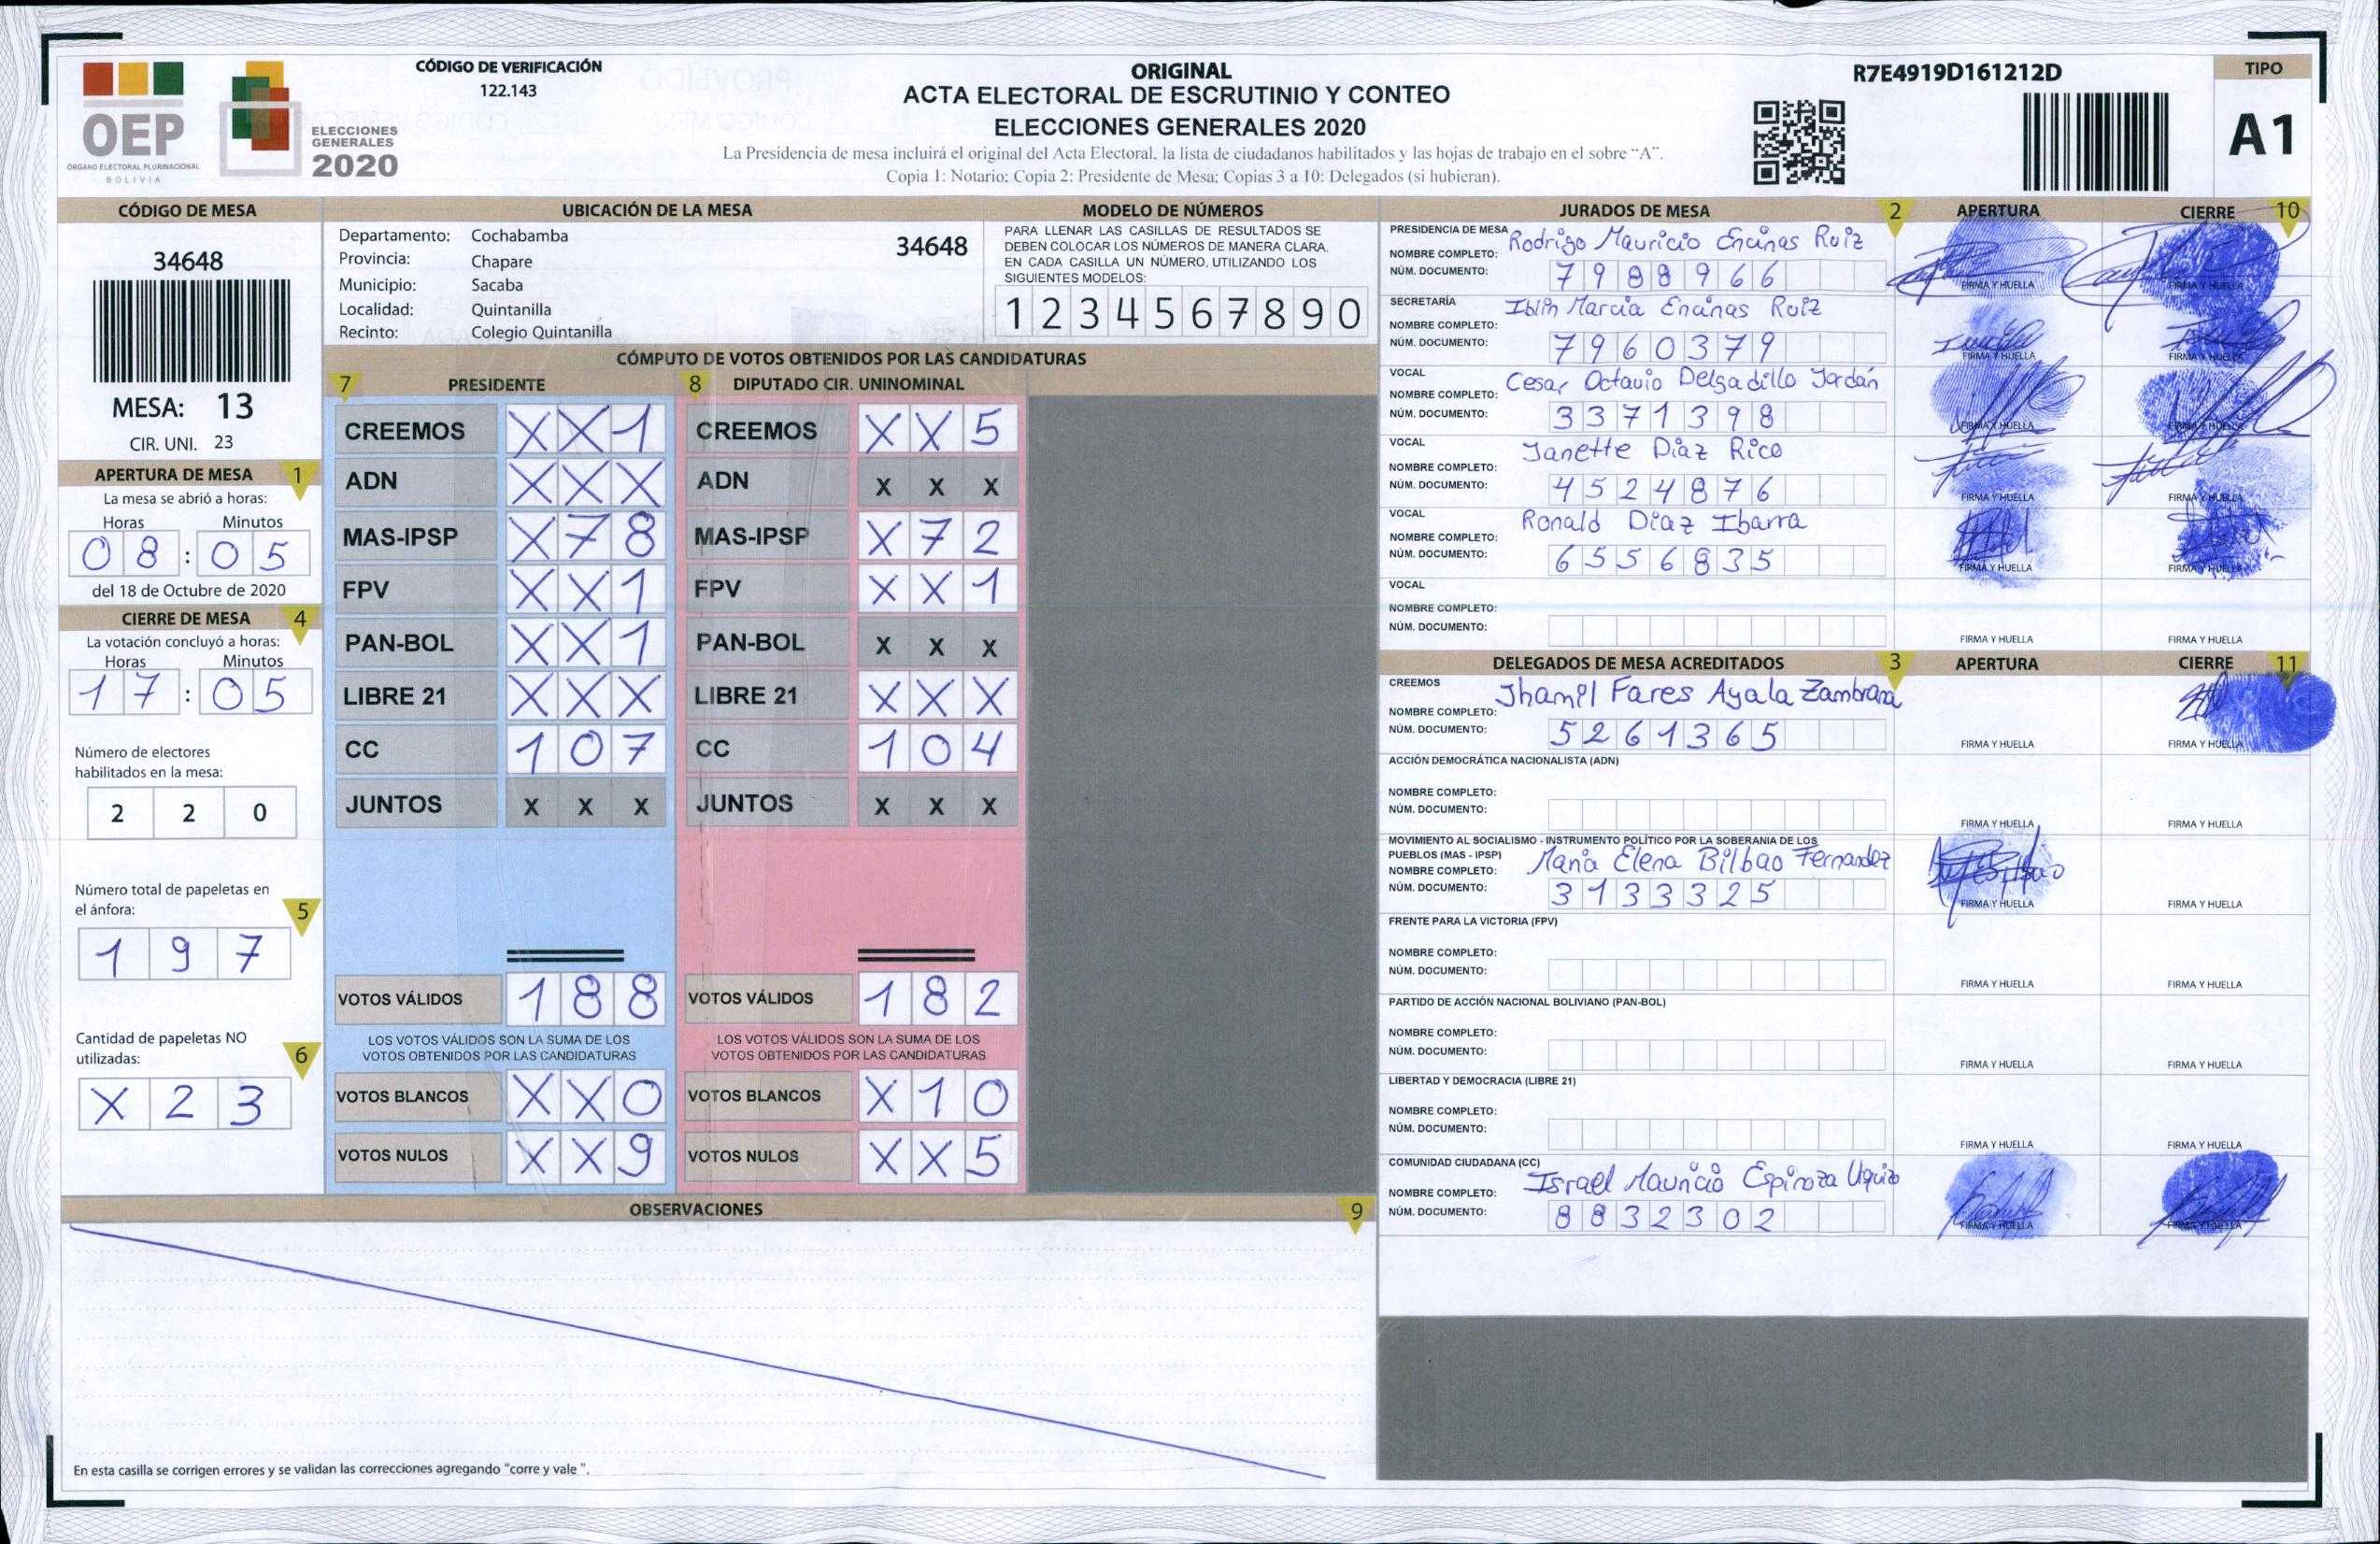 OEP
ÓRGANO ELECTORAL PLURINACIONAL
BOLIVIA
ELECCIONES
GENERALES
2020
CÓDIGO DE VERIFICACIÓN
122.143
ORIGINAL
ACTA ELECTORAL DE ESCRUTINIO Y CONTEO
ELECCIONES GENERALES 2020
La Presidencia de mesa incluirá el original del Acta Electoral, la lista de ciudadanos habilitados y las hojas de trabajo en el sobre "A".
Copia 1: Notario; Copia 2: Presidente de Mesa; Copias 3 a 10: Delegados (si hubieran).
R7E4919D161212D
TIPO
A1
CÓDIGO DE MESA
34648
MESA: 13
CIR. UNI. 23
APERTURA DE MESA 1
La mesa se abrió a horas:
Horas Minutos
08:05
del 18 de Octubre de 2020
CIERRE DE MESA 4
La votación concluyó a horas:
Horas Minutos
17:05
Número de electores
habilitados en la mesa:
2 2 0
Número total de papeletas en
el ánfora: 5
1 9 7
Cantidad de papeletas NO
utilizadas: 6
X 2 3
UBICACIÓN DE LA MESA
Departamento: Cochabamba 34648
Provincia: Chapare
Municipio: Sacaba
Localidad: Quintanilla
Recinto: Colegio Quintanilla
MODELO DE NÚMEROS
PARA LLENAR LAS CASILLAS DE RESULTADOS SE
DEBEN COLOCAR LOS NÚMEROS DE MANERA CLARA.
EN CADA CASILLA UN NÚMERO, UTILIZANDO LOS
SIGUIENTES MODELOS:
1 2 3 4 5 6 7 8 9 0
CÓMPUTO DE VOTOS OBTENIDOS POR LAS CANDIDATURAS
7 PRESIDENTE 8 DIPUTADO CIR. UNINOMINAL
CREEMOS X X 1 CREEMOS X X 5
ADN X X X ADN X X X
MAS-IPSP X 7 8 MAS-IPSP X 7 2
FPV X X 1 FPV X X 1
PAN-BOL X X 1 PAN-BOL X X X
LIBRE 21 X X X LIBRE 21 X X X
CC 1 0 7 CC 1 0 4
JUNTOS X X X JUNTOS X X X
VOTOS VÁLIDOS 1 8 8 VOTOS VÁLIDOS 1 8 2
LOS VOTOS VÁLIDOS SON LA SUMA DE LOS LOS VOTOS VÁLIDOS SON LA SUMA DE LOS
VOTOS OBTENIDOS POR LAS CANDIDATURAS VOTOS OBTENIDOS POR LAS CANDIDATURAS
VOTOS BLANCOS X X 0 VOTOS BLANCOS X 1 0
VOTOS NULOS X X 9 VOTOS NULOS X X 5
OBSERVACIONES 9
En esta casilla se corrigen errores y se validan las correcciones agregando "corre y vale ".
JURADOS DE MESA 2 APERTURA CIERRE 10
PRESIDENCIA DE MESA
NOMBRE COMPLETO: Rodrigo Mauricio Encinas Ruiz
NÚM. DOCUMENTO: 7988966
FIRMA Y HUELLA FIRMA Y HUELLA
SECRETARÍA
NOMBRE COMPLETO: Iblin Marcia Encinas Ruiz
NÚM. DOCUMENTO: 7960379
FIRMA Y HUELLA FIRMA Y HUELLA
VOCAL
NOMBRE COMPLETO: Cesar Octavio Delgadillo Jordán
NÚM. DOCUMENTO: 3371398
FIRMA Y HUELLA FIRMA Y HUELLA
VOCAL
NOMBRE COMPLETO: Janette Diaz Rico
NÚM. DOCUMENTO: 4524876
FIRMA Y HUELLA FIRMA Y HUELLA
VOCAL
NOMBRE COMPLETO: Ronald Diaz Ibarra
NÚM. DOCUMENTO: 6556835
FIRMA Y HUELLA FIRMA Y HUELLA
VOCAL
NOMBRE COMPLETO:
NÚM. DOCUMENTO:
FIRMA Y HUELLA FIRMA Y HUELLA
DELEGADOS DE MESA ACREDITADOS 3 APERTURA CIERRE 11
CREEMOS
NOMBRE COMPLETO: Jhamil Fares Ayala Zambrana
NÚM. DOCUMENTO: 5261365
FIRMA Y HUELLA FIRMA Y HUELLA
ACCIÓN DEMOCRÁTICA NACIONALISTA (ADN)
NOMBRE COMPLETO:
NÚM. DOCUMENTO:
FIRMA Y HUELLA FIRMA Y HUELLA
MOVIMIENTO AL SOCIALISMO - INSTRUMENTO POLÍTICO POR LA SOBERANIA DE LOS
PUEBLOS (MAS - IPSP)
NOMBRE COMPLETO: Maria Elena Bilbao Fernandez
NÚM. DOCUMENTO: 3133325
FIRMA Y HUELLA FIRMA Y HUELLA
FRENTE PARA LA VICTORIA (FPV)
NOMBRE COMPLETO:
NÚM. DOCUMENTO:
FIRMA Y HUELLA FIRMA Y HUELLA
PARTIDO DE ACCIÓN NACIONAL BOLIVIANO (PAN-BOL)
NOMBRE COMPLETO:
NÚM. DOCUMENTO:
FIRMA Y HUELLA FIRMA Y HUELLA
LIBERTAD Y DEMOCRACIA (LIBRE 21)
NOMBRE COMPLETO:
NÚM. DOCUMENTO:
FIRMA Y HUELLA FIRMA Y HUELLA
COMUNIDAD CIUDADANA (CC)
NOMBRE COMPLETO: Israel Mauricio Espinoza
NÚM. DOCUMENTO: 8832302
FIRMA Y HUELLA FIRMA Y HUELLA